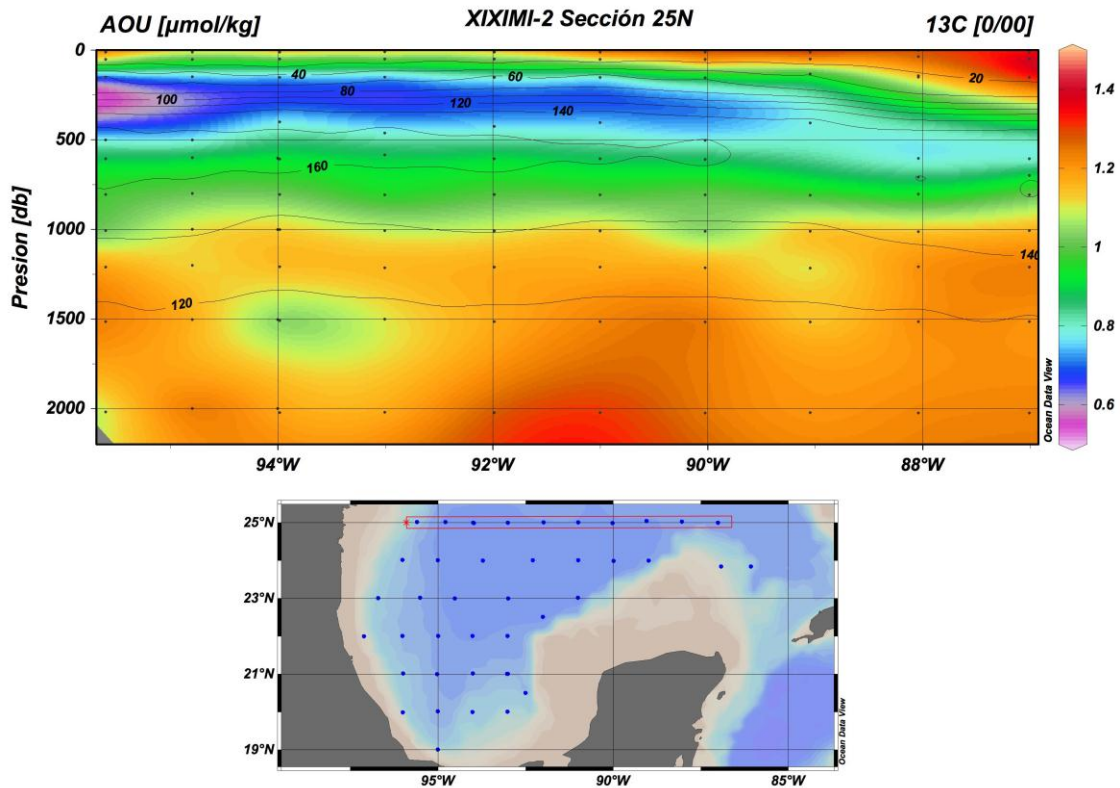 AOU [µmol/kg] XIXIMI-2 Sección 25N 13C [0/00]
0
500
1000
1500
2000
Presion [db]
40 60 20
100 80 120 140
160
140
120
94°W 92°W 90°W 88°W
1.4
1.2
1
0.8
0.6
Ocean Data View
25°N
23°N
21°N
19°N
95°W 90°W 85°W
Ocean Data View